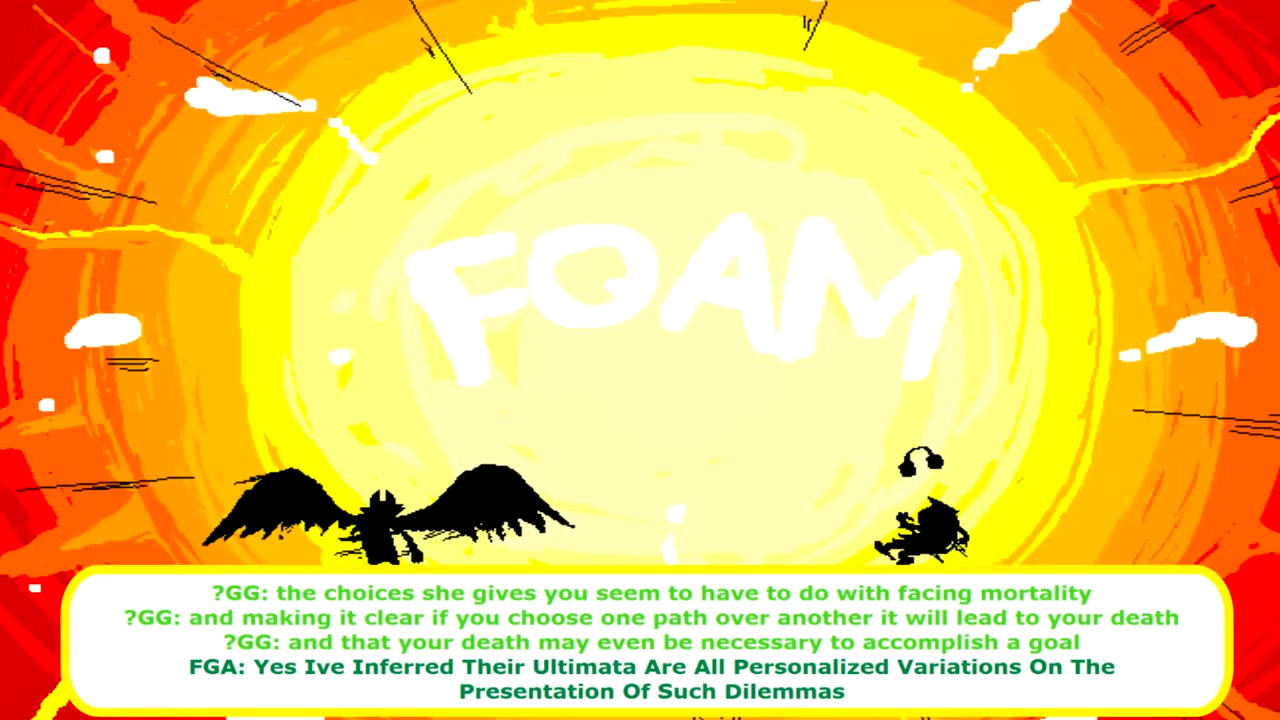 FOAM
?GG: the choices she gives you seem to have to do with facing mortality
?GG: and making it clear if you choose one path over another it will lead to your death
?GG: and that your death may even be necessary to accomplish a goal
FGA: Yes Ive Inferred Their Ultimata Are All Personalized Variations On The
Presentation Of Such Dilemmas